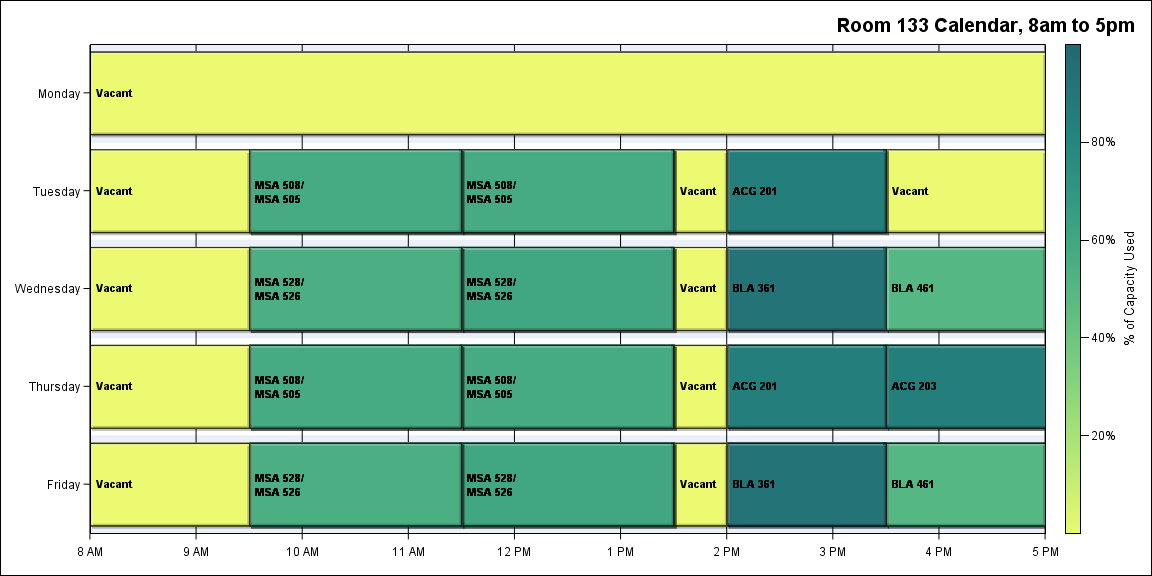 Room 133 Calendar, 8am to 5pm
Monday
Vacant
Tuesday
Vacant
MSA 508/
MSA 505
MSA 508/
MSA 505
Vacant
ACG 201
Vacant
Wednesday
Vacant
MSA 528/
MSA 526
MSA 528/
MSA 526
Vacant
BLA 361
BLA 461
Thursday
Vacant
MSA 508/
MSA 505
MSA 508/
MSA 505
Vacant
ACG 201
ACG 203
Friday
Vacant
MSA 528/
MSA 526
MSA 528/
MSA 526
Vacant
BLA 361
BLA 461
8 AM
9 AM
10 AM
11 AM
12 PM
1 PM
2 PM
3 PM
4 PM
5 PM
80%
60%
40%
20%
% of Capacity Used